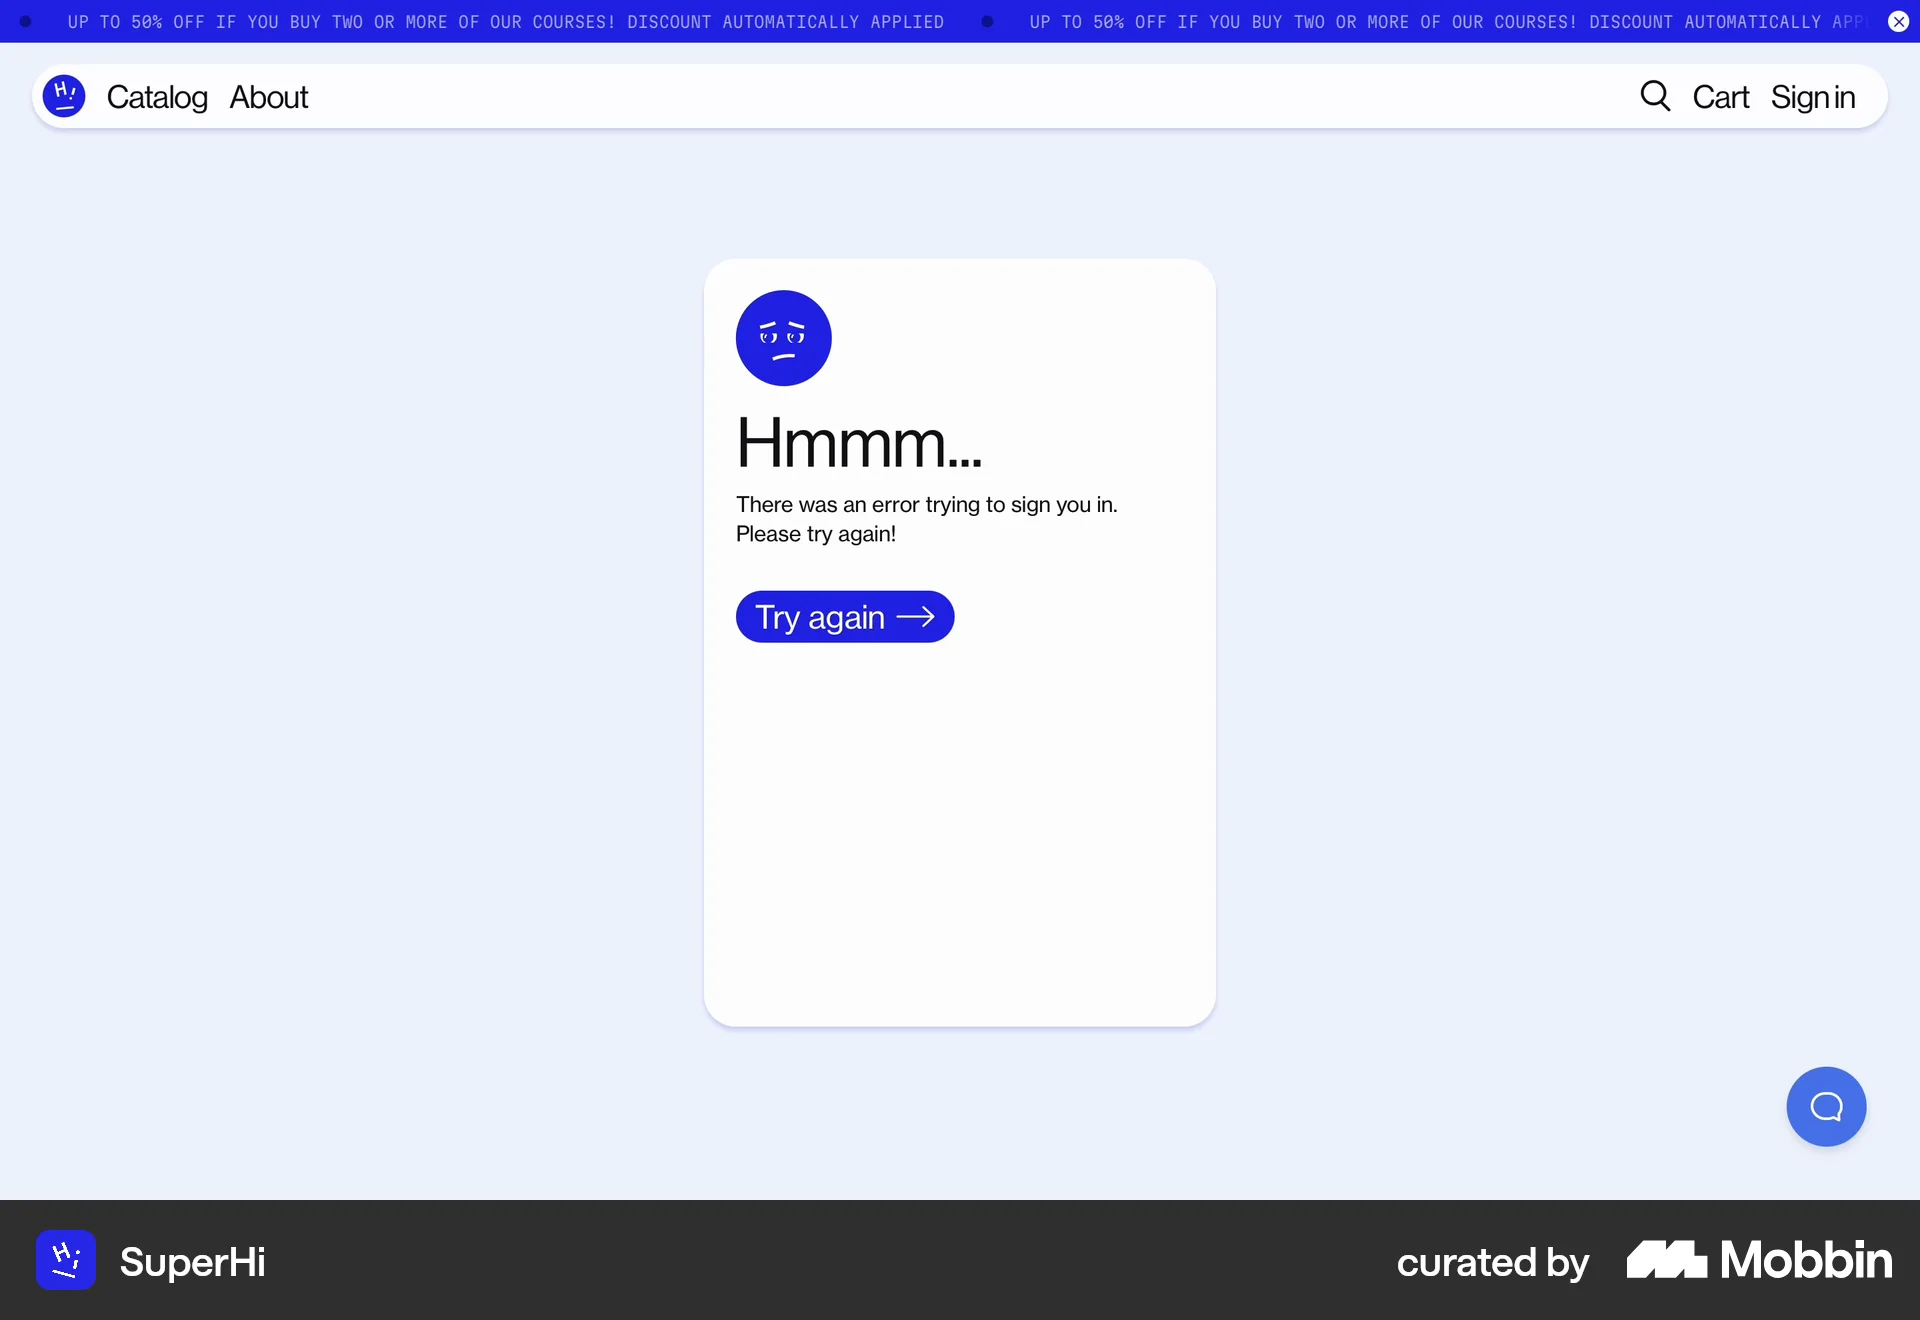 UP TO 50% OFF IF YOU BUY TWO OR MORE OF OUR COURSES! DISCOUNT AUTOMATICALLY APPLIED
UP TO 50% OFF IF YOU BUY TWO OR MORE OF OUR COURSES! DISCOUNT AUTOMATICALLY APPL
H! Catalog About
Cart Sign in
Hmmm...
There was an error trying to sign you in.
Please try again!
Try again
Hi SuperHi
curated by Mobbin